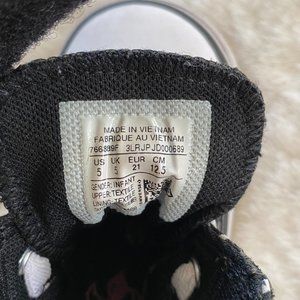 MADE IN VIETNAM
FABRIQUE AU VIETNAM
766889F 3LRJPJD000689
US UK EUR CM
5 5 21 12.5
GENDER: INFANT
UPPER: TEXTILE
LINING: TEXTILE